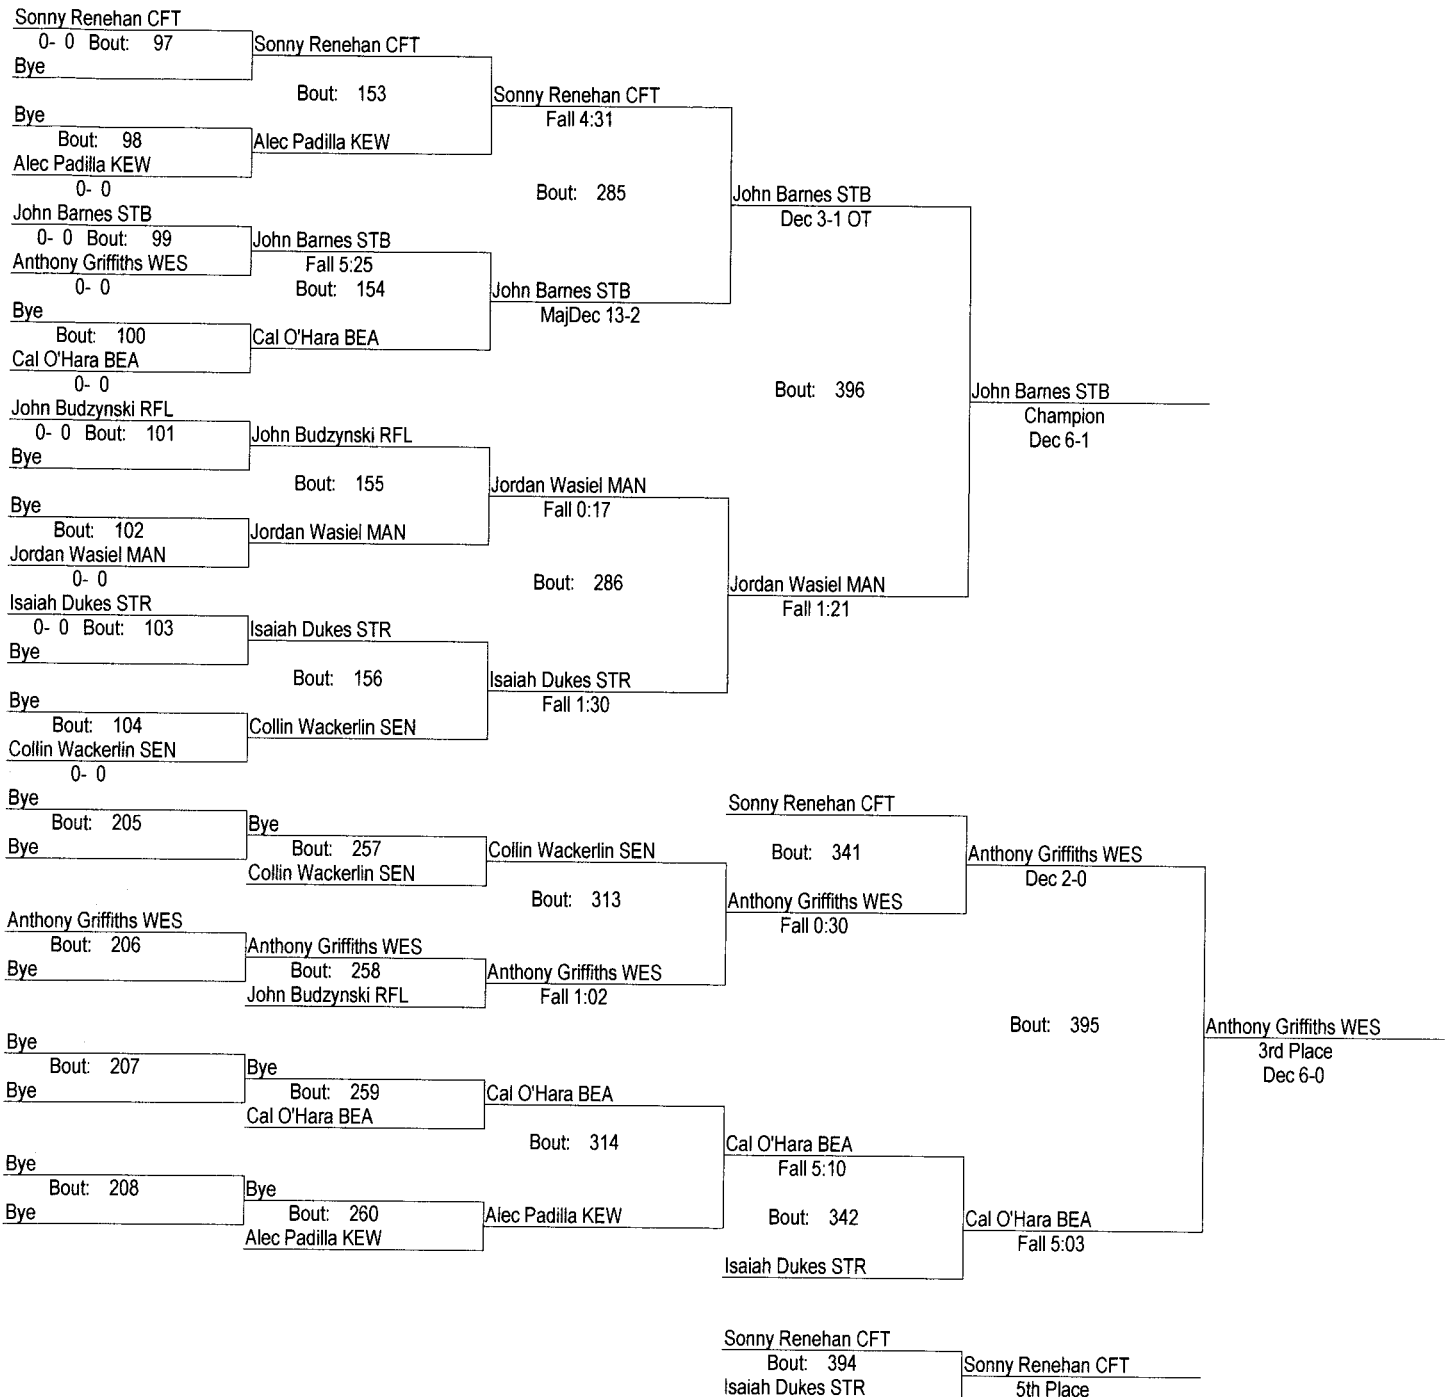 Sonny Renehan CFT
0- 0 Bout: 97
Bye
Sonny Renehan CFT
Bout: 153
Bye
Bout: 98
Alec Padilla KEW
0- 0
Alec Padilla KEW
Sonny Renehan CFT
Fall 4:31
Bout: 285
John Barnes STB
0- 0 Bout: 99
Anthony Griffiths WES
0- 0
John Barnes STB
Fall 5:25
Bout: 154
Bye
Bout: 100
Cal O'Hara BEA
0- 0
Cal O'Hara BEA
John Barnes STB
MajDec 13-2
John Barnes STB
Dec 3-1 OT
Bout: 396
John Barnes STB
Champion
Dec 6-1
John Budzynski RFL
0- 0 Bout: 101
Bye
John Budzynski RFL
Bout: 155
Bye
Bout: 102
Jordan Wasiel MAN
0- 0
Jordan Wasiel MAN
Jordan Wasiel MAN
Fall 0:17
Bout: 286
Isaiah Dukes STR
0- 0 Bout: 103
Bye
Isaiah Dukes STR
Bout: 156
Bye
Bout: 104
Collin Wackerlin SEN
0- 0
Collin Wackerlin SEN
Isaiah Dukes STR
Fall 1:30
Jordan Wasiel MAN
Fall 1:21
Bye
Bout: 205
Bye
Bye
Bout: 257
Collin Wackerlin SEN
Collin Wackerlin SEN
Bout: 313
Anthony Griffiths WES
Bout: 206
Bye
Anthony Griffiths WES
Bout: 258
John Budzynski RFL
Anthony Griffiths WES
Fall 1:02
Sonny Renehan CFT
Bout: 341
Anthony Griffiths WES
Fall 0:30
Anthony Griffiths WES
Dec 2-0
Bout: 395
Anthony Griffiths WES
3rd Place
Dec 6-0
Bye
Bout: 207
Bye
Bye
Bout: 259
Cal O'Hara BEA
Cal O'Hara BEA
Bout: 314
Bye
Bout: 208
Bye
Bye
Bout: 260
Alec Padilla KEW
Alec Padilla KEW
Cal O'Hara BEA
Fall 5:10
Bout: 342
Isaiah Dukes STR
Cal O'Hara BEA
Fall 5:03
Sonny Renehan CFT
Bout: 394
Isaiah Dukes STR
Sonny Renehan CFT
5th Place